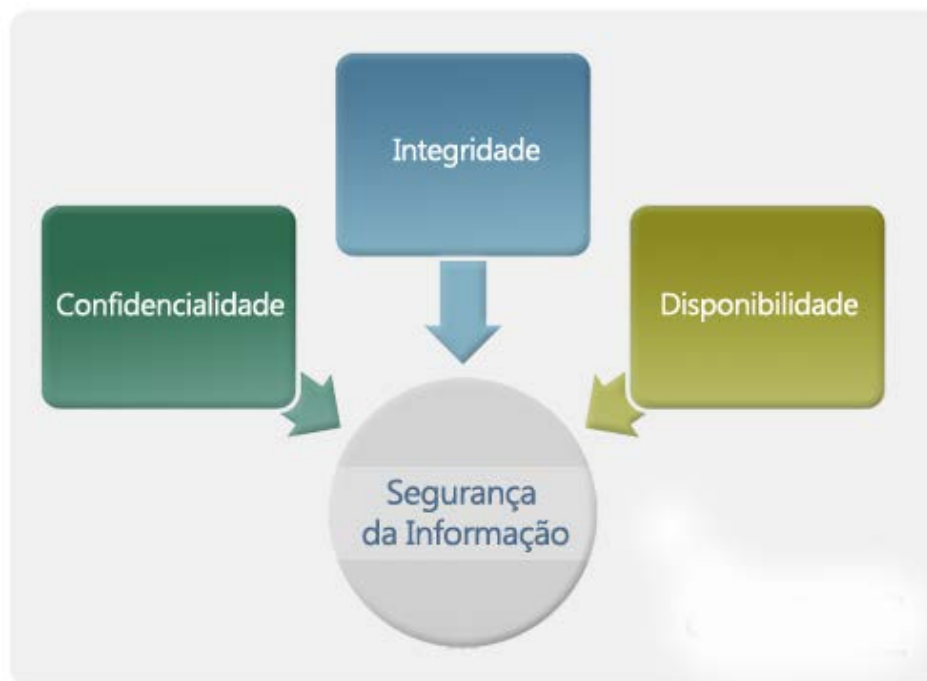 Integridade
Confidencialidade
Disponibilidade
Segurança
da Informação